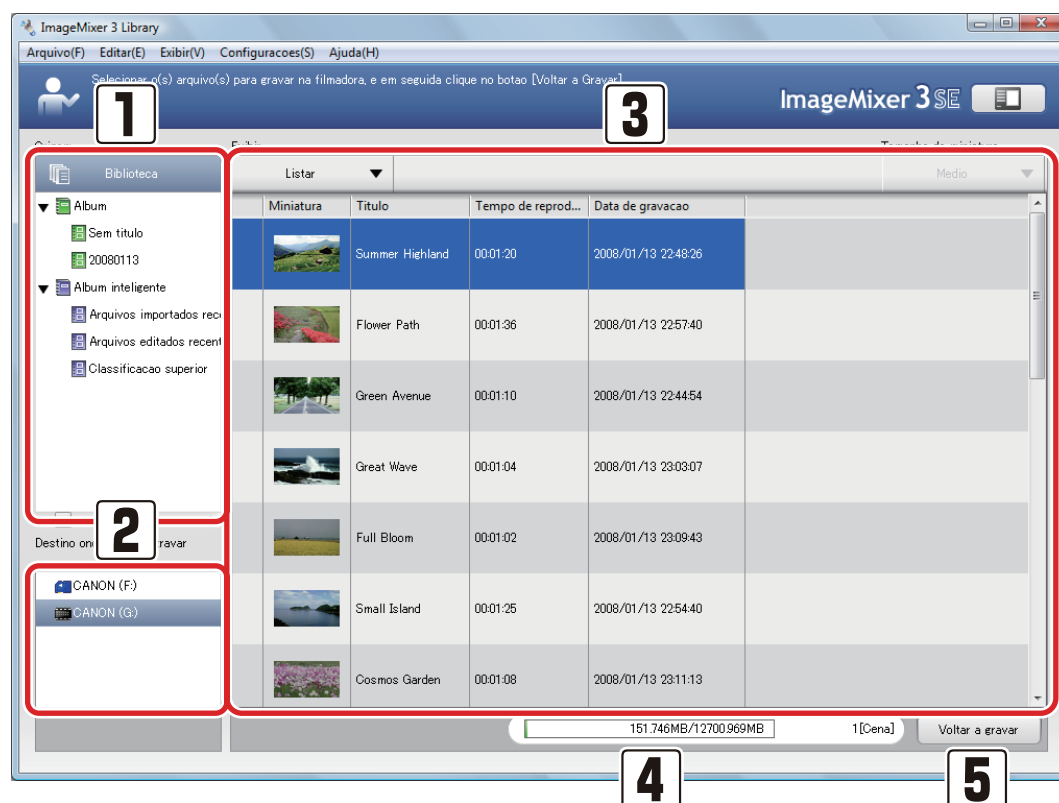 ImageMixer 3 Library
Arquivo(F) Editar(E) Exibir(V) Configuracoes(S) Ajuda(H)
Selecionar o(s) arquivo(s) para gravar na filmadora, e em seguida clique no botao [Voltar a Gravar]
ImageMixer 3 SE
1
3
Biblioteca
Listar
Medio
Album
Sem titulo
20080113
Album inteligente
Arquivos importados rec
Arquivos editados recent
Classificacao superior
Miniatura Titulo Tempo de reprod... Data de gravacao
Summer Highland 00:01:20 2008/01/13 22:48:26
Flower Path 00:01:36 2008/01/13 22:57:40
Green Avenue 00:01:10 2008/01/13 22:44:54
Great Wave 00:01:04 2008/01/13 23:03:07
Full Bloom 00:01:02 2008/01/13 23:09:43
Small Island 00:01:25 2008/01/13 22:54:40
Cosmos Garden 00:01:08 2008/01/13 23:11:13
2
Destino
CANON (F:)
CANON (G:)
151.746MB/12700.969MB
1[Cena]
Voltar a gravar
4
5